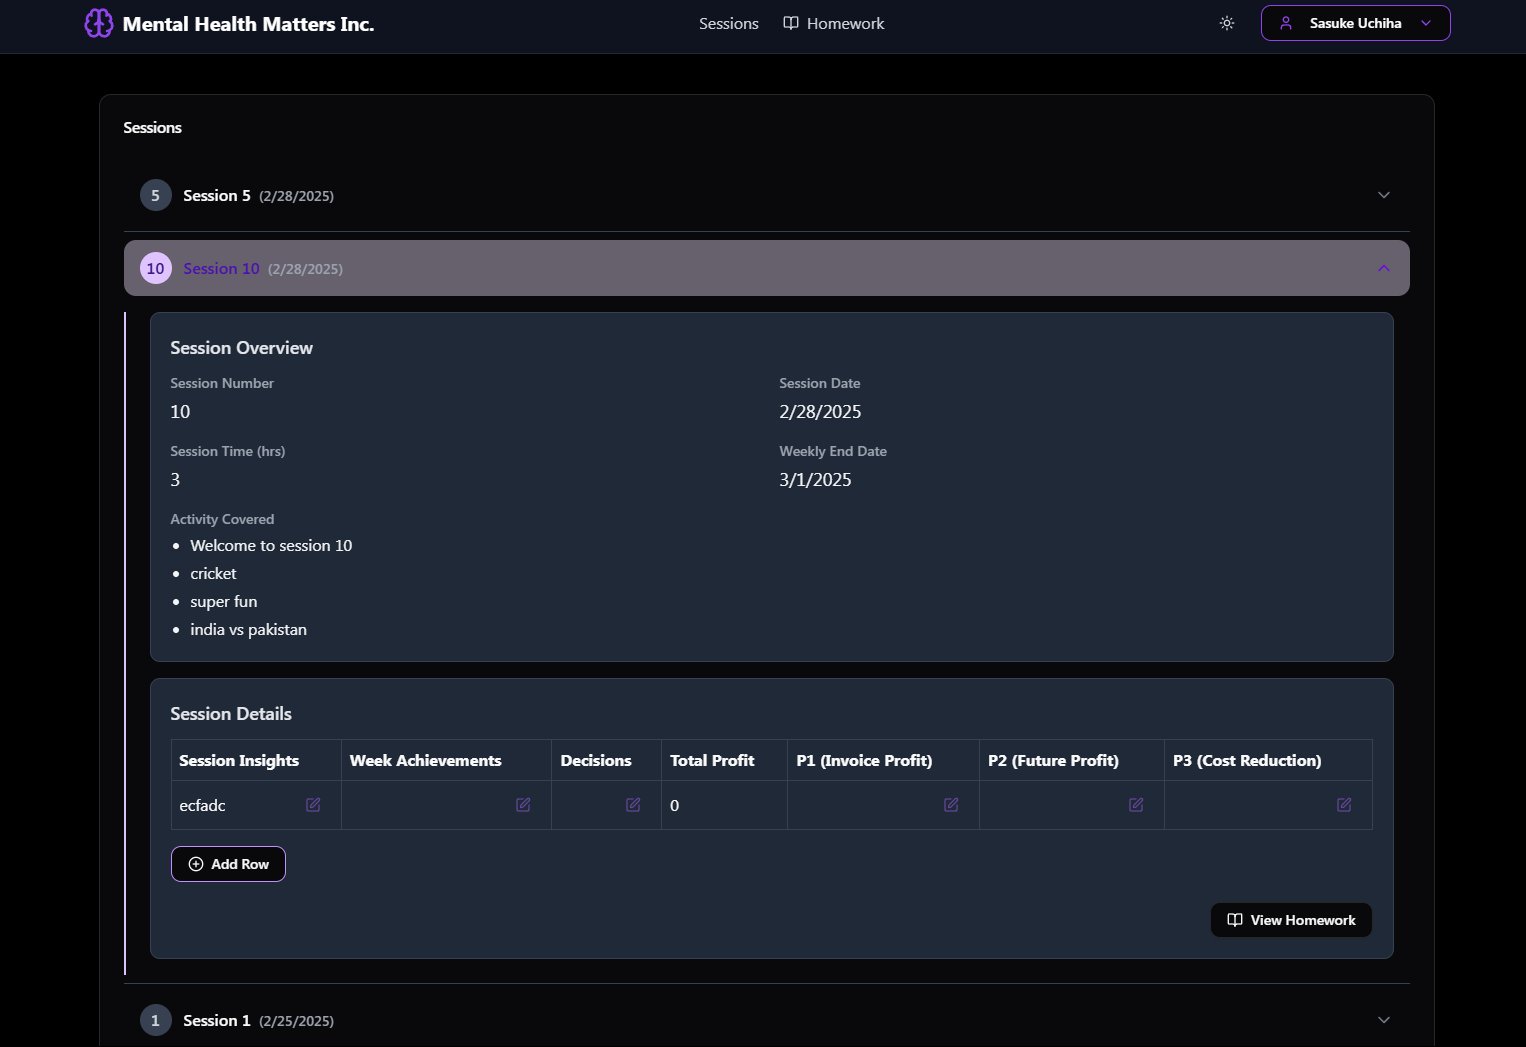 Mental Health Matters Inc.
Sessions
Homework
Sasuke Uchiha
Sessions
5 Session 5 (2/28/2025)
10 Session 10 (2/28/2025)
Session Overview
Session Number
10
Session Date
2/28/2025
Session Time (hrs)
3
Weekly End Date
3/1/2025
Activity Covered
• Welcome to session 10
• cricket
• super fun
• india vs pakistan
Session Details
Session Insights Week Achievements Decisions Total Profit P1 (Invoice Profit) P2 (Future Profit) P3 (Cost Reduction)
ecfadc 0
Add Row
View Homework
1 Session 1 (2/25/2025)